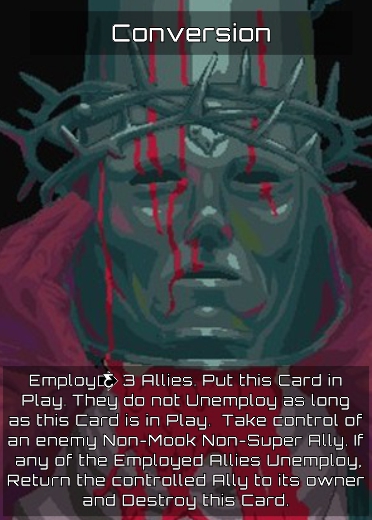 Conversion
Employ 3 Allies. Put this Card in
Play. They do not Unemploy as long
as this Card is in Play. Take control of
an enemy Non-Mook Non-Super Ally. If
any of the Employed Allies Unemploy,
Return the controlled Ally to its owner
and Destroy this Card.